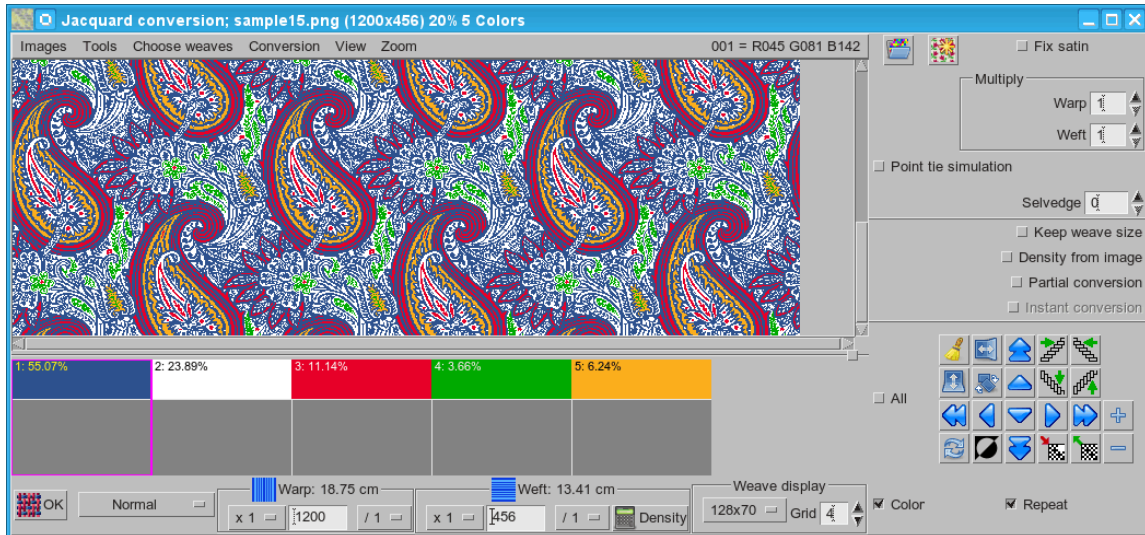 Jacquard conversion; sample15.png (1200x456) 20% 5 Colors
Images Tools Choose weaves Conversion View Zoom 001 = R045 G081 B142
Fix satin
Multiply
Warp 1
Weft 1
Point tie simulation
Selvedge 0
Keep weave size
Density from image
Partial conversion
Instant conversion
1: 55.07% 2: 23.89% 3: 11.14% 4: 3.66% 5: 6.24%
All
OK Normal
Warp: 18.75 cm
x 1 1200 / 1
Weft: 13.41 cm
x 1 456 / 1 Density
Weave display
128x70 Grid 4
Color Repeat